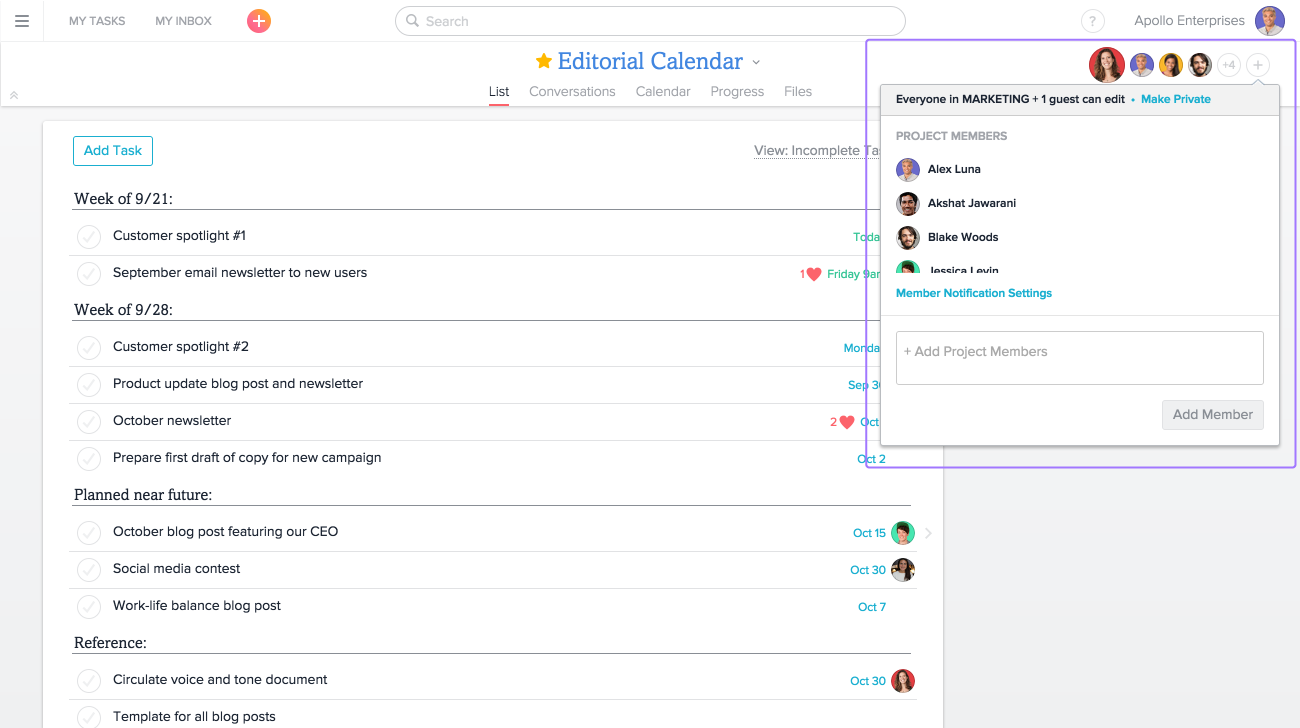 MY TASKS MY INBOX + Search ? Apollo Enterprises
Editorial Calendar
+4 +
List Conversations Calendar Progress Files
Everyone in MARKETING + 1 guest can edit • Make Private
Add Task
View: Incomplete Tas
PROJECT MEMBERS
Alex Luna
Akshat Jawarani
Blake Woods
Jessica Levin
Member Notification Settings
+ Add Project Members
Add Member
Week of 9/21:
Customer spotlight #1 Toda
September email newsletter to new users 1 Friday 9am
Week of 9/28:
Customer spotlight #2 Monda
Product update blog post and newsletter Sep 30
October newsletter 2 Oct
Prepare first draft of copy for new campaign Oct 2
Planned near future:
October blog post featuring our CEO Oct 15
Social media contest Oct 30
Work-life balance blog post Oct 7
Reference:
Circulate voice and tone document Oct 30
Template for all blog posts